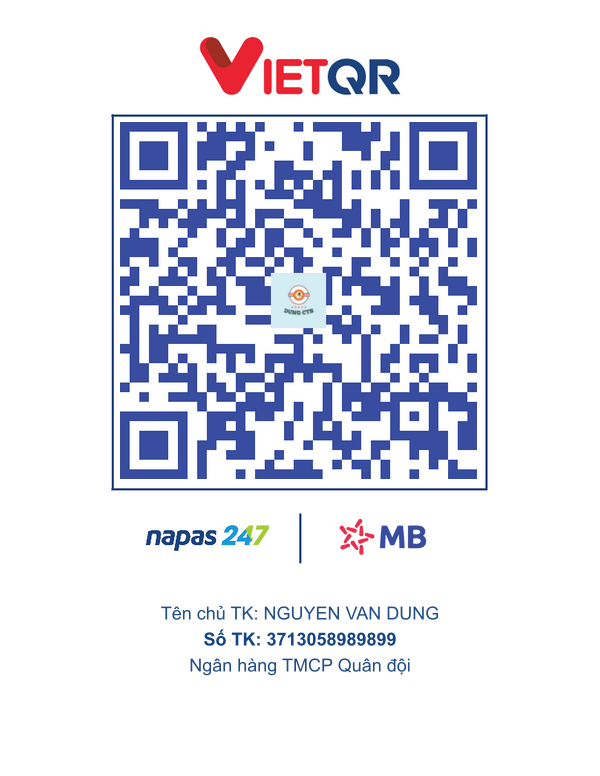 VIETQR
DUNG CTB
napas 247
MB
Tên chủ TK: NGUYEN VAN DUNG
Số TK: 3713058989899
Ngân hàng TMCP Quân đội